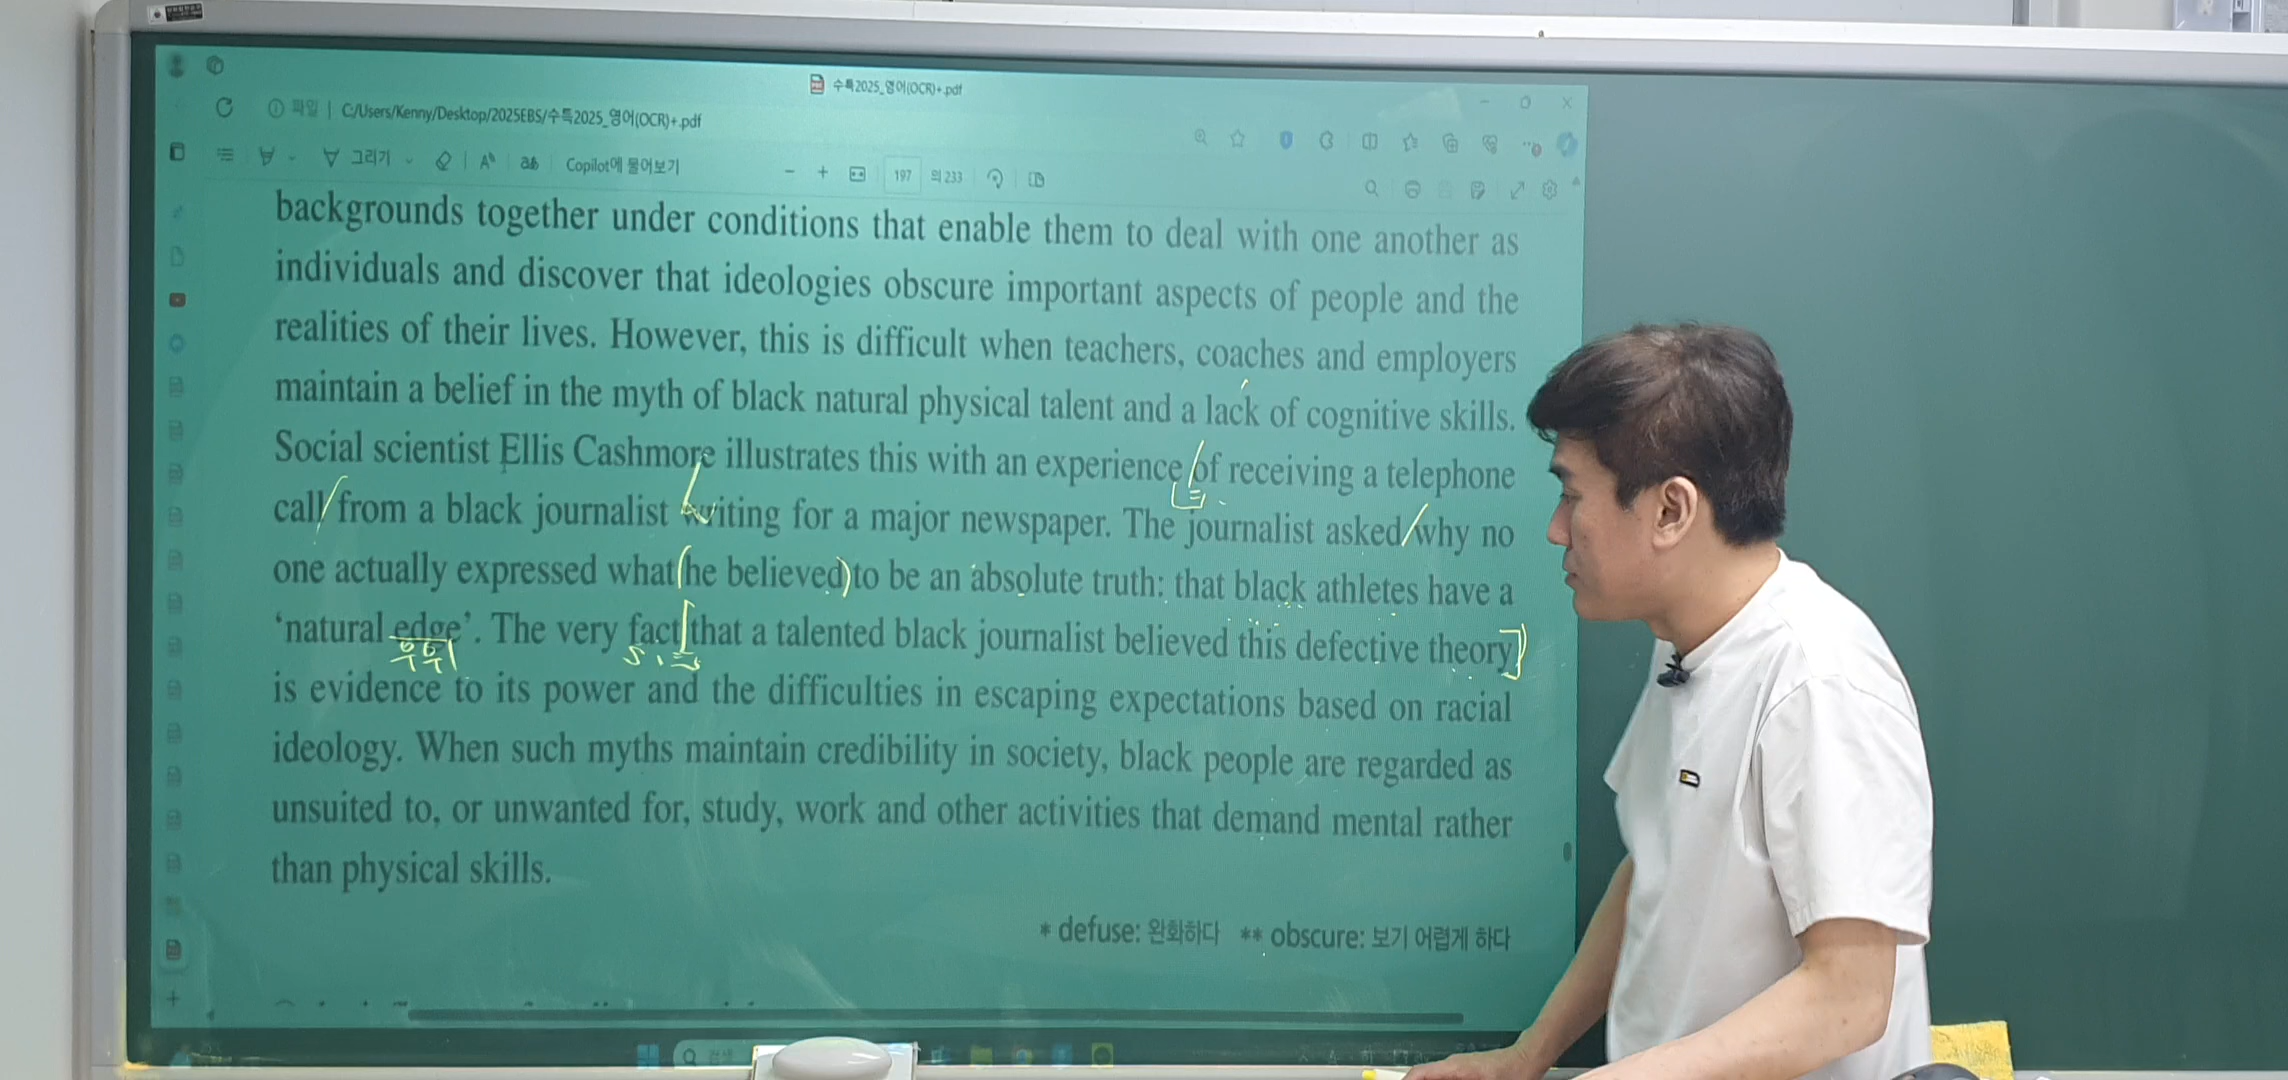 수특2025_영어(OCR)+.pdf
파일 | C:/Users/Kenny/Desktop/2025EBS/수특2025_영어(OCR)+.pdf
그리기 Copilot에 물어보기 197 의 233
backgrounds together under conditions that enable them to deal with one another as
individuals and discover that ideologies obscure important aspects of people and the
realities of their lives. However, this is difficult when teachers, coaches and employers
maintain a belief in the myth of black natural physical talent and a lack of cognitive skills.
Social scientist Ellis Cashmore illustrates this with an experience of receiving a telephone
call from a black journalist writing for a major newspaper. The journalist asked why no
one actually expressed what (he believed) to be an absolute truth: that black athletes have a
‘natural edge’. The very fact that a talented black journalist believed this defective theory
우위
is evidence to its power and the difficulties in escaping expectations based on racial
ideology. When such myths maintain credibility in society, black people are regarded as
unsuited to, or unwanted for, study, work and other activities that demand mental rather
than physical skills.
* defuse: 완화하다 ** obscure: 보기 어렵게 하다
검색